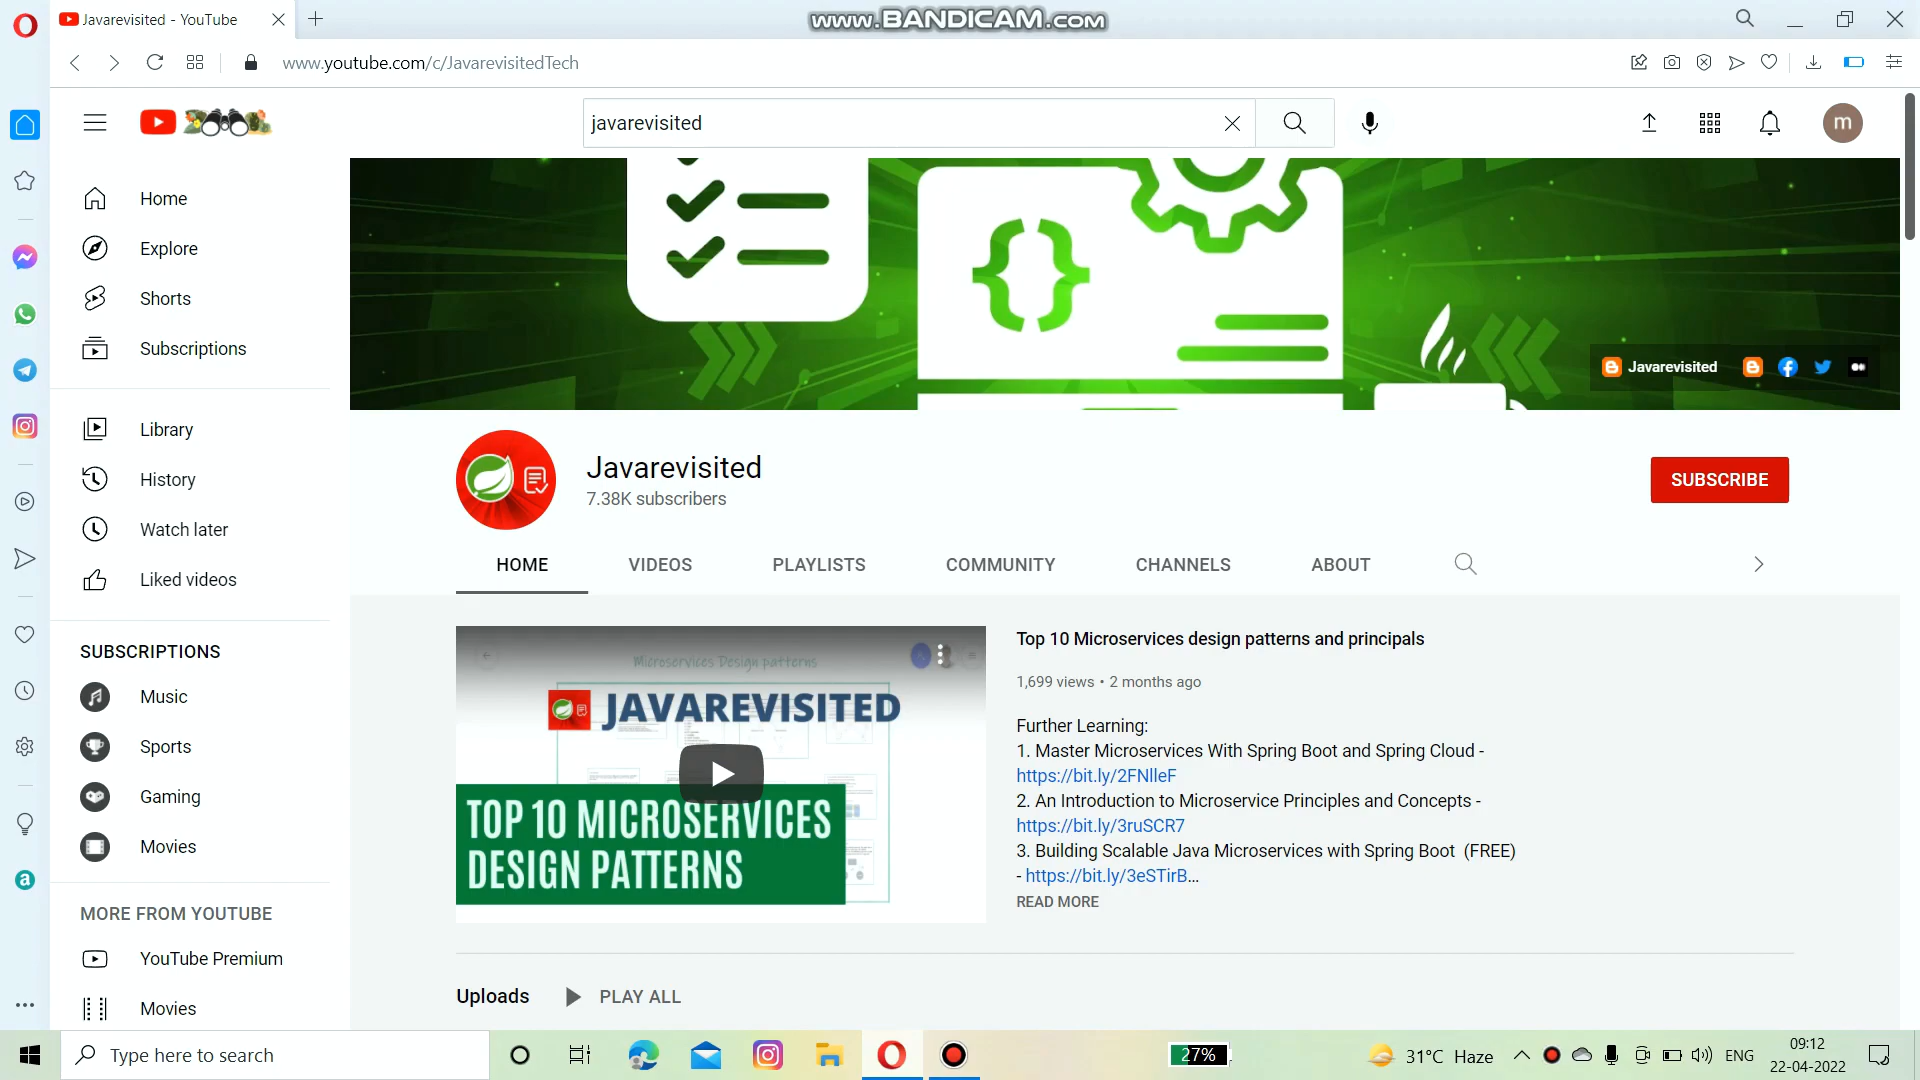 Javarevisited - YouTube
www.BANDICAM.com
www.youtube.com/c/JavarevisitedTech
javarevisited
m
Home
Explore
Shorts
Subscriptions
Library
History
Watch later
Liked videos
SUBSCRIPTIONS
Music
Sports
Gaming
Movies
MORE FROM YOUTUBE
YouTube Premium
Movies
Javarevisited
Javarevisited
7.38K subscribers
SUBSCRIBE
HOME
VIDEOS
PLAYLISTS
COMMUNITY
CHANNELS
ABOUT
Microservices Design patterns
JAVAREVISITED
TOP 10 MICROSERVICES
DESIGN PATTERNS
Top 10 Microservices design patterns and principals
1,699 views • 2 months ago
Further Learning:
1. Master Microservices With Spring Boot and Spring Cloud -
https://bit.ly/2FNlleF
2. An Introduction to Microservice Principles and Concepts -
https://bit.ly/3ruSCR7
3. Building Scalable Java Microservices with Spring Boot (FREE)
- https://bit.ly/3eSTirB...
READ MORE
Uploads
PLAY ALL
Type here to search
27%
31°C Haze
ENG
09:12
22-04-2022